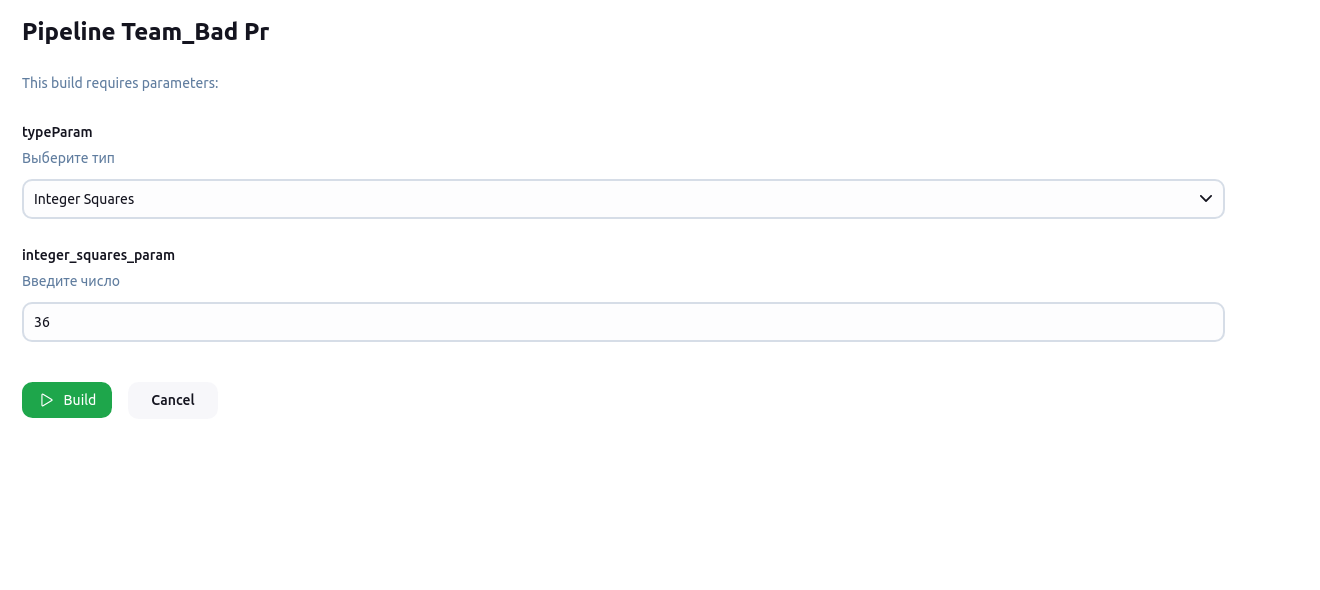 Pipeline Team_Bad Pr
This build requires parameters:
typeParam
Выберите тип
Integer Squares
integer_squares_param
Введите число
36
Build
Cancel